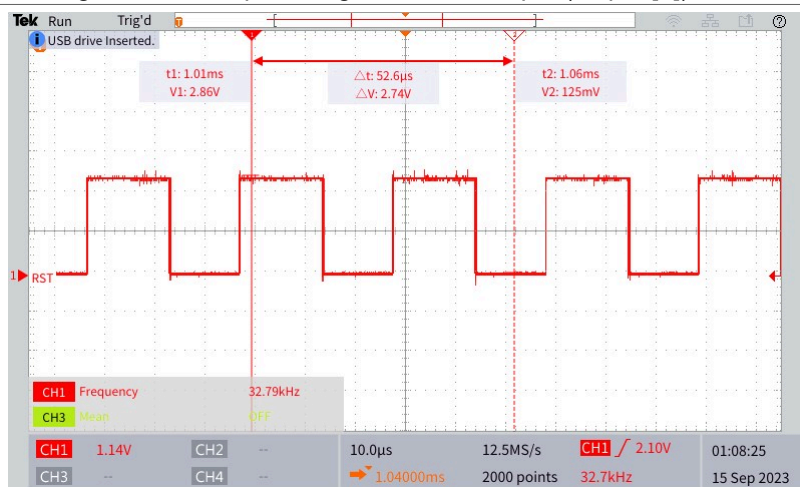 Tek Run Trig'd
USB drive Inserted.
t1: 1.01ms
V1: 2.86V
△t: 52.6µs
△V: 2.74V
t2: 1.06ms
V2: 125mV
1 RST
CH1 Frequency 32.79kHz
CH3 Mean OFF
CH1 1.14V CH2 -- 10.0µs 12.5MS/s CH1 2.10V 01:08:25
CH3 -- CH4 -- 1.04000ms 2000 points 32.7kHz 15 Sep 2023